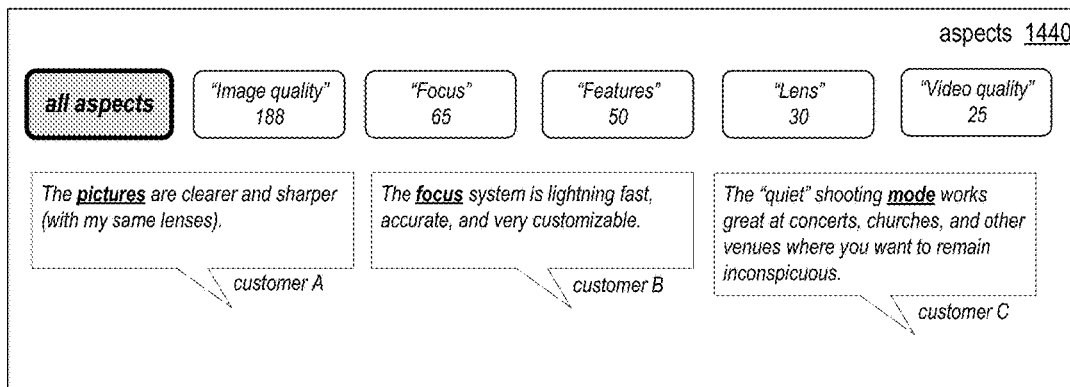 aspects 1440
all aspects
"Image quality"
188
"Focus"
65
"Features"
50
"Lens"
30
"Video quality"
25
The pictures are clearer and sharper
(with my same lenses).
customer A
The focus system is lightning fast,
accurate, and very customizable.
customer B
The "quiet" shooting mode works
great at concerts, churches, and other
venues where you want to remain
inconspicuous.
customer C